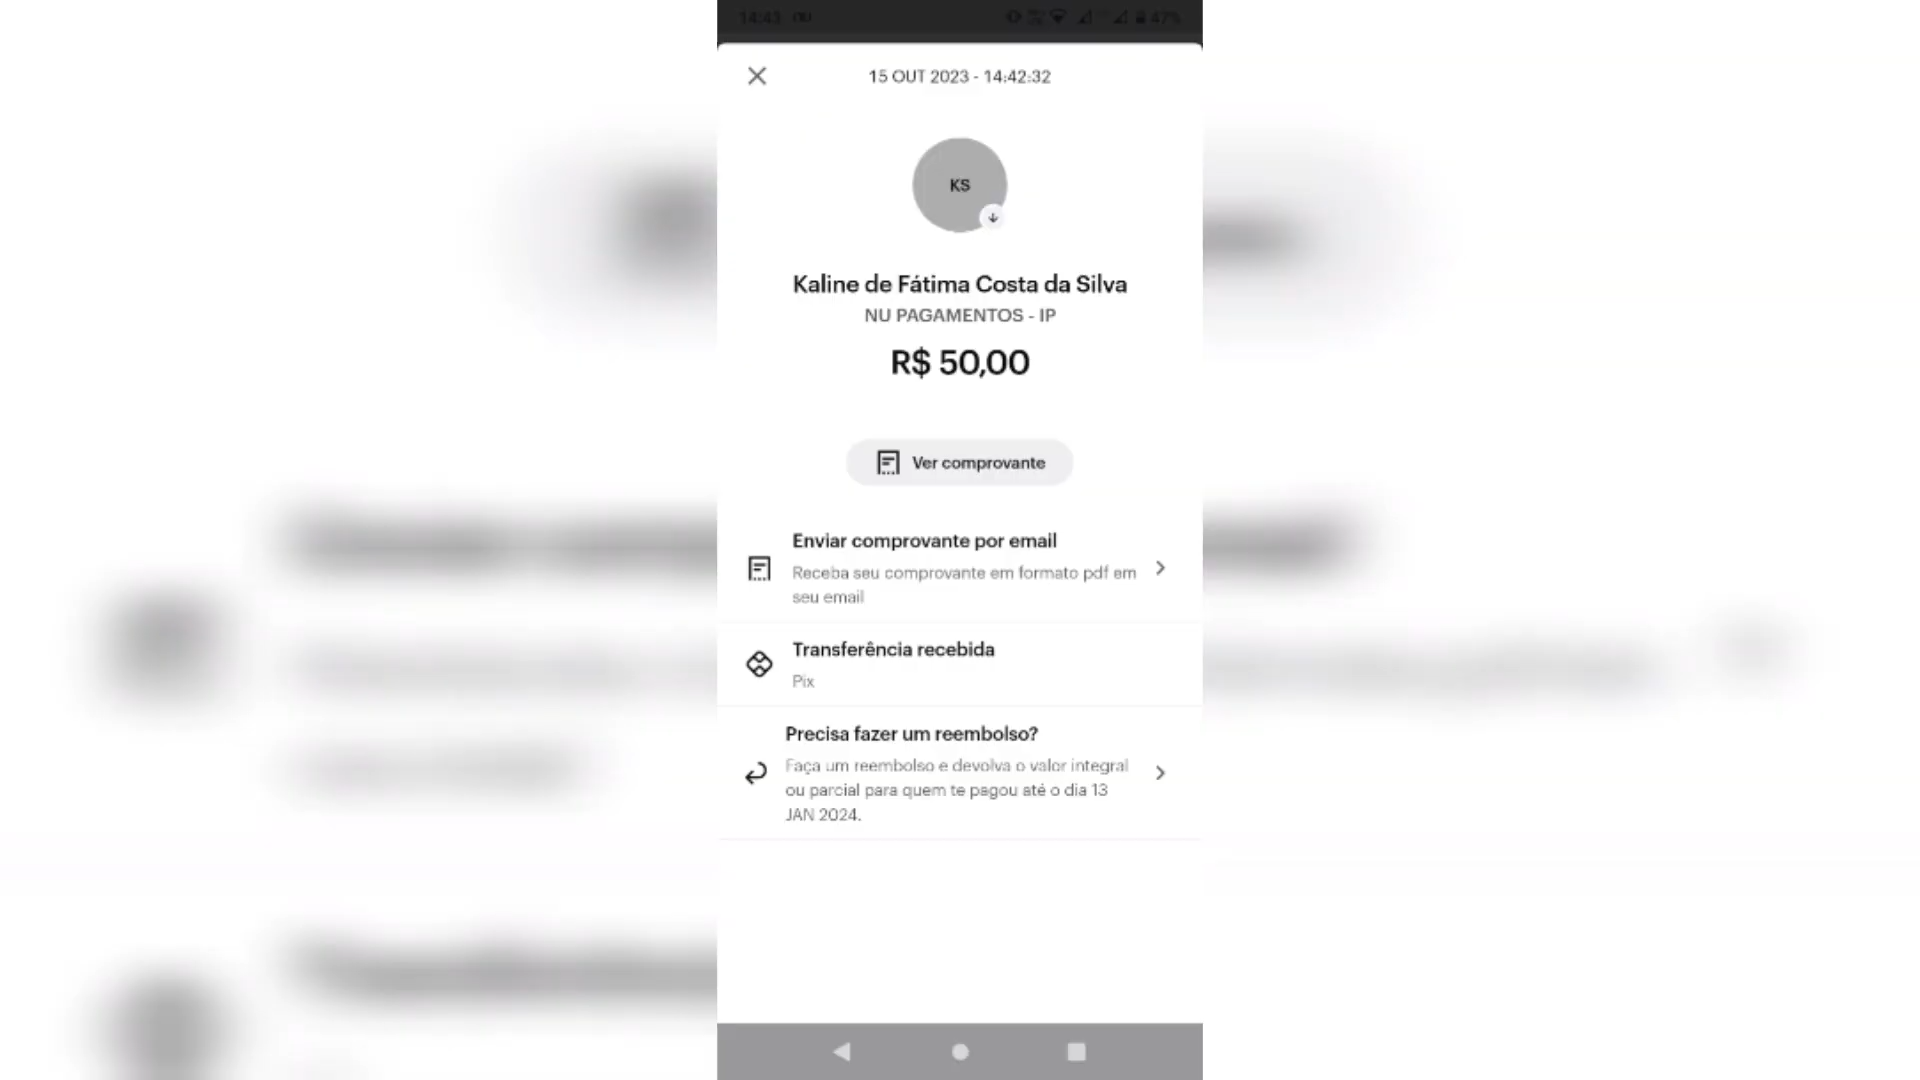 14:43
47%
15 OUT 2023 - 14:42:32
KS
Kaline de Fátima Costa da Silva
NU PAGAMENTOS - IP
R$ 50,00
Ver comprovante
Enviar comprovante por email
Receba seu comprovante em formato pdf em
seu email
Transferência recebida
Pix
Precisa fazer um reembolso?
Faça um reembolso e devolva o valor integral
ou parcial para quem te pagou até o dia 13
JAN 2024.